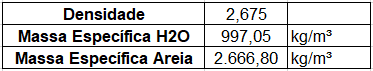 Densidade 2,675
Massa Específica H2O 997,05 kg/m³
Massa Específica Areia 2.666,80 kg/m³